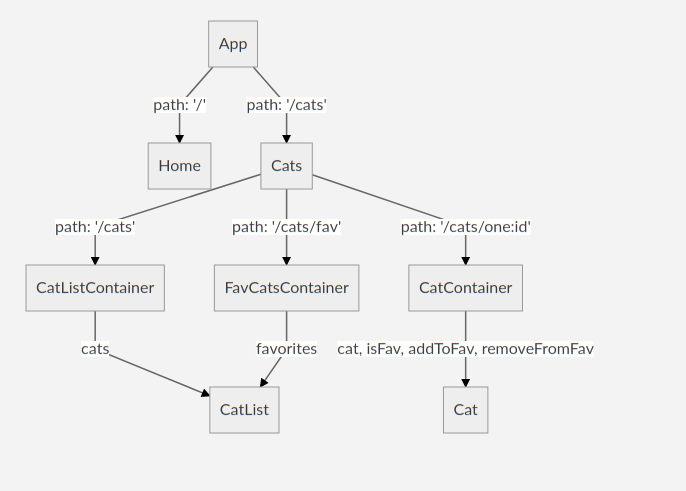 App
path: '/'
path: '/cats'
Home
Cats
path: '/cats'
path: '/cats/fav'
path: '/cats/one:id'
CatListContainer
FavCatsContainer
CatContainer
cats
favorites
cat, isFav, addToFav, removeFromFav
CatList
Cat